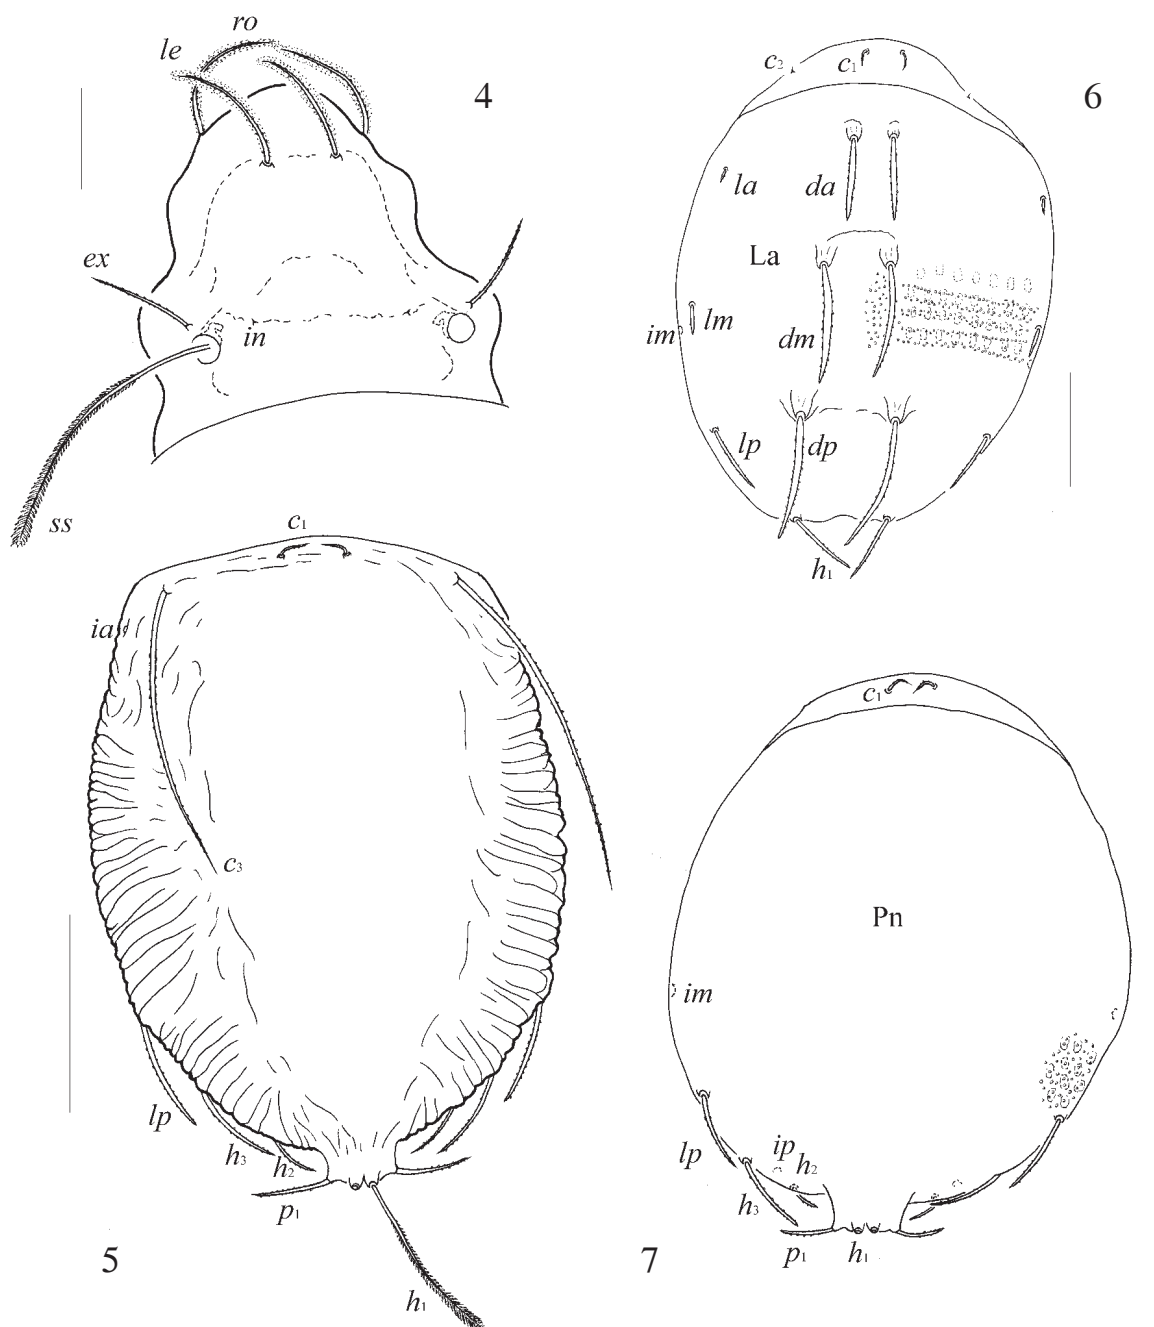 ro
le
4
ex
in
ss
c2 c1
6
la da
La
im lm dm
lp dp
h1
c1
ia
c3
lp
h3 h2
p1
5
h1
c1
Pn
im
lp ip h2
h3
p1 h1
7